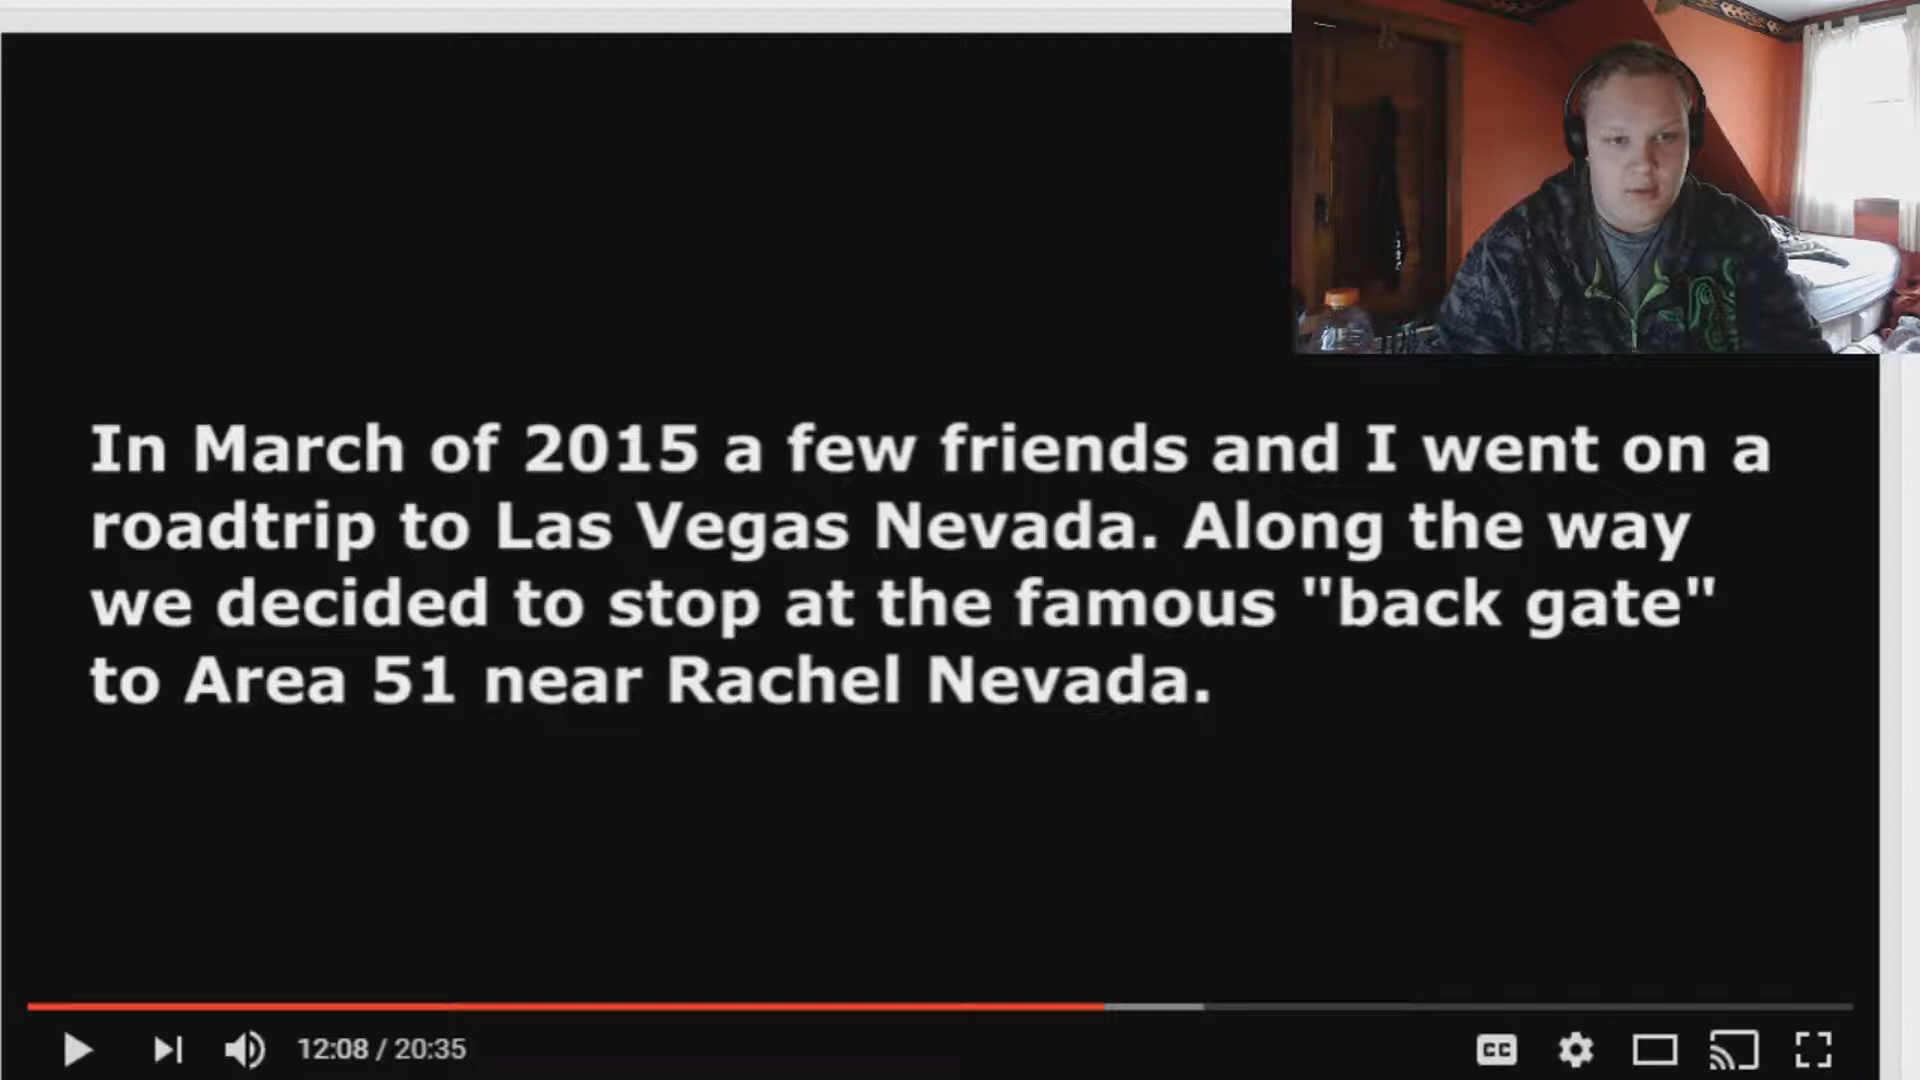 In March of 2015 a few friends and I went on a
roadtrip to Las Vegas Nevada. Along the way
we decided to stop at the famous "back gate"
to Area 51 near Rachel Nevada.
12:08 / 20:35
CC